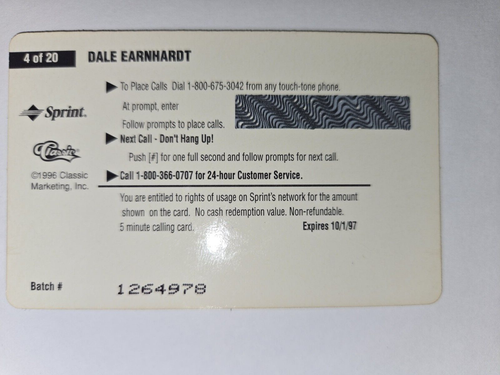 4 of 20 DALE EARNHARDT
To Place Calls Dial 1-800-675-3042 from any touch-tone phone.
At prompt, enter
Follow prompts to place calls.
Sprint.
Next Call - Don't Hang Up!
Push [#] for one full second and follow prompts for next call.
Classic
©1996 Classic
Marketing, Inc.
Call 1-800-366-0707 for 24-hour Customer Service.
You are entitled to rights of usage on Sprint's network for the amount
shown on the card. No cash redemption value. Non-refundable.
5 minute calling card. Expires 10/1/97
Batch # 1264978